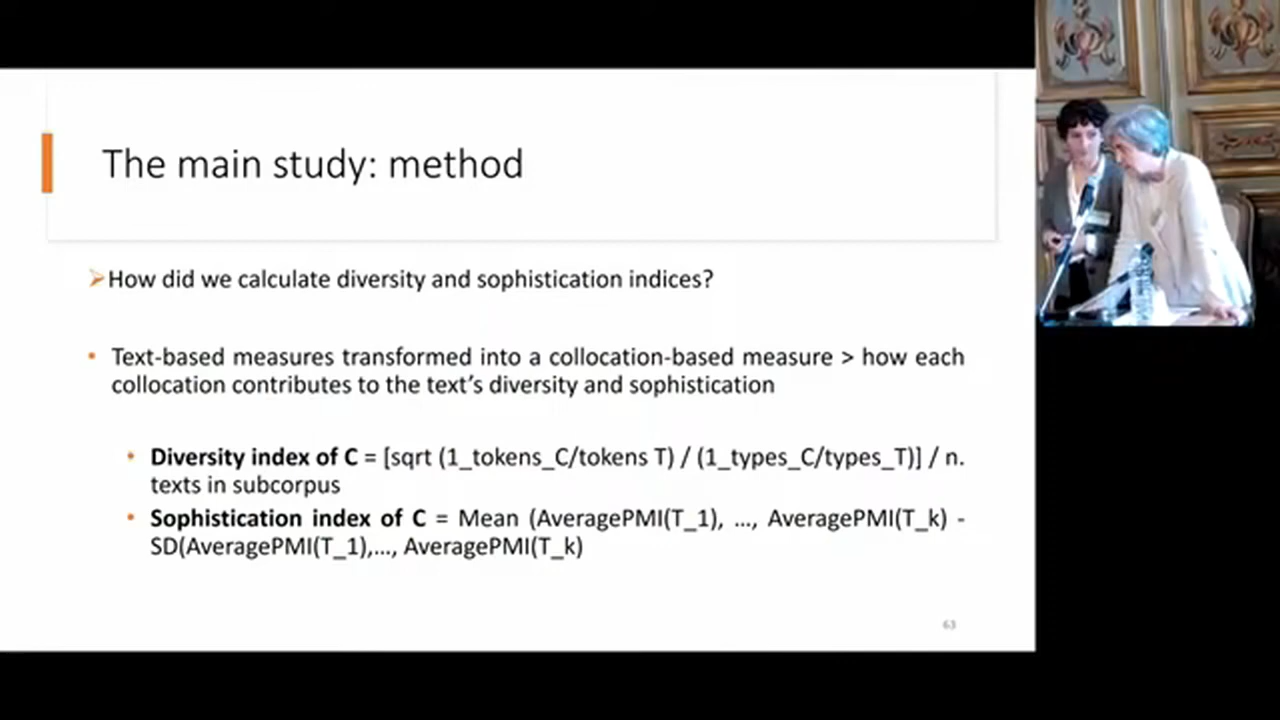 The main study: method
How did we calculate diversity and sophistication indices?
Text-based measures transformed into a collocation-based measure > how each
collocation contributes to the text's diversity and sophistication
Diversity index of C = [sqrt (1_tokens_C/tokens T) / (1_types_C/types_T)] / n.
texts in subcorpus
Sophistication index of C = Mean (AveragePMI(T_1), ..., AveragePMI(T_k) -
SD(AveragePMI(T_1),..., AveragePMI(T_k)
63